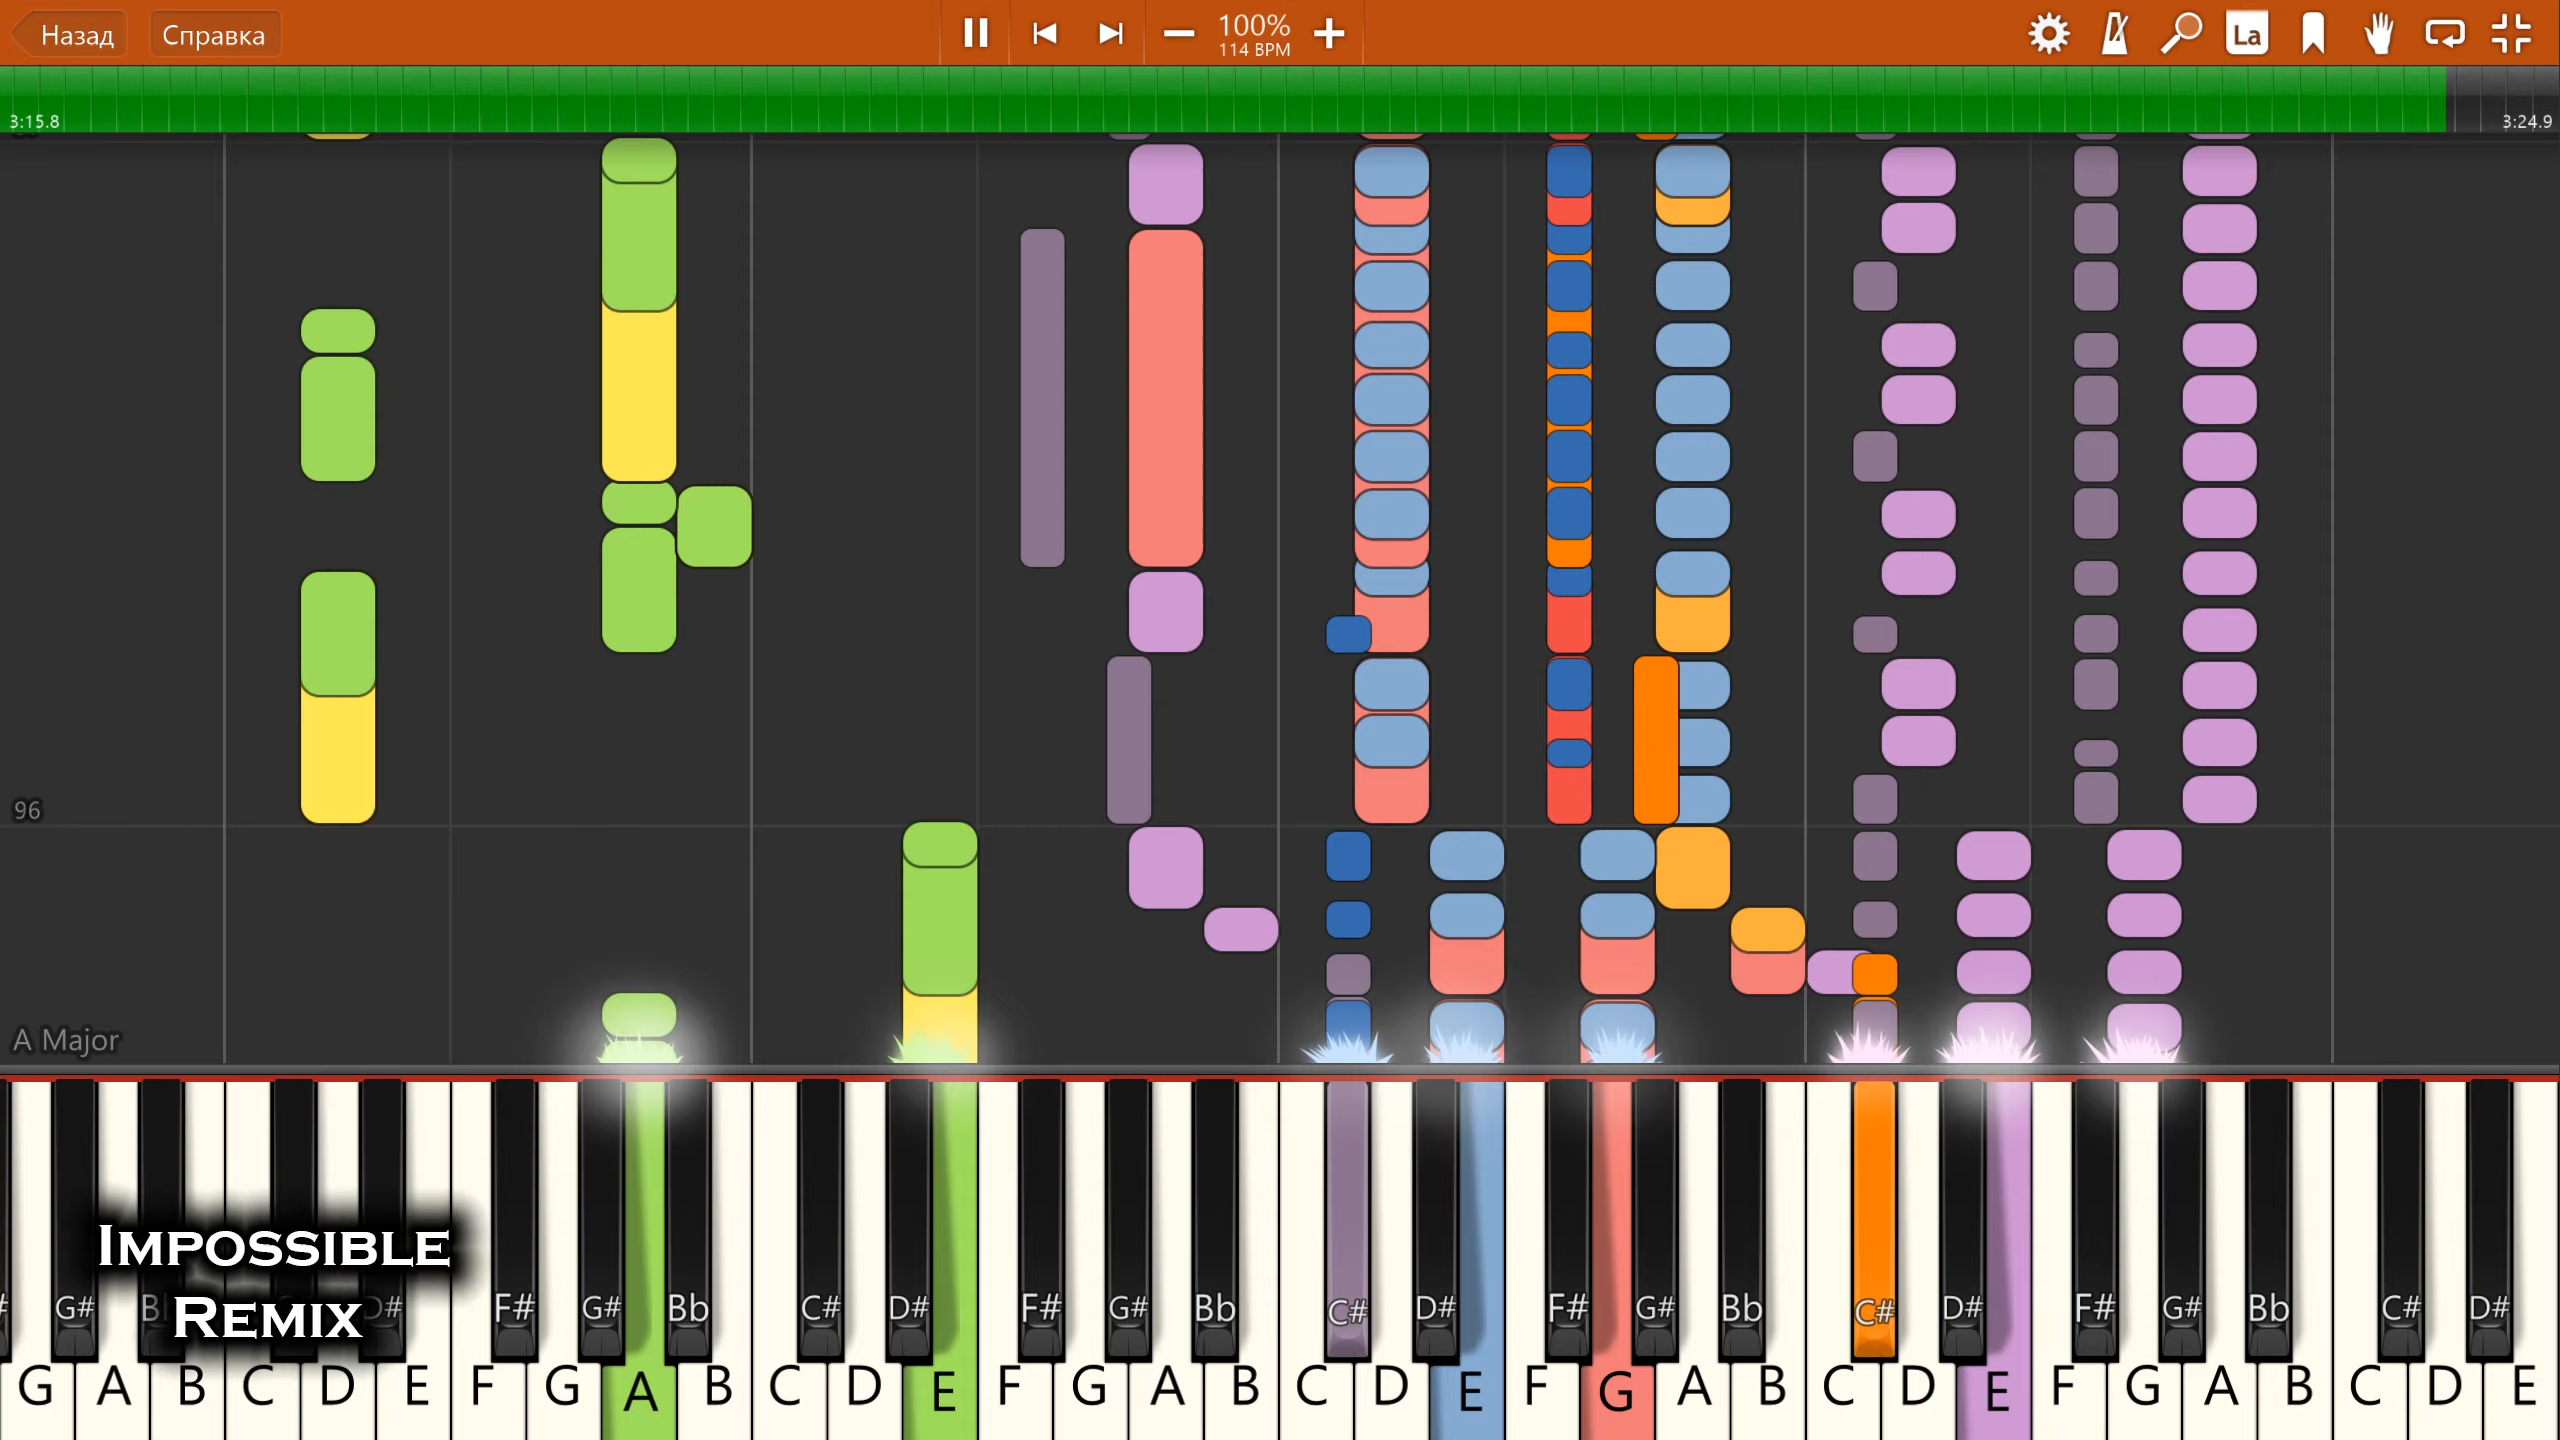 Назад Справка 100% La
114 BPM
3:15.8 3:24.9
96
A Major
Impossible
Remix
G# D# F# G# Bb C# D# F# G# Bb C# D# F# G# Bb C# D# F# G# Bb C# D#
G A B C D E F G A B C D E F G A B C D E F G A B C D E F G A B C D E